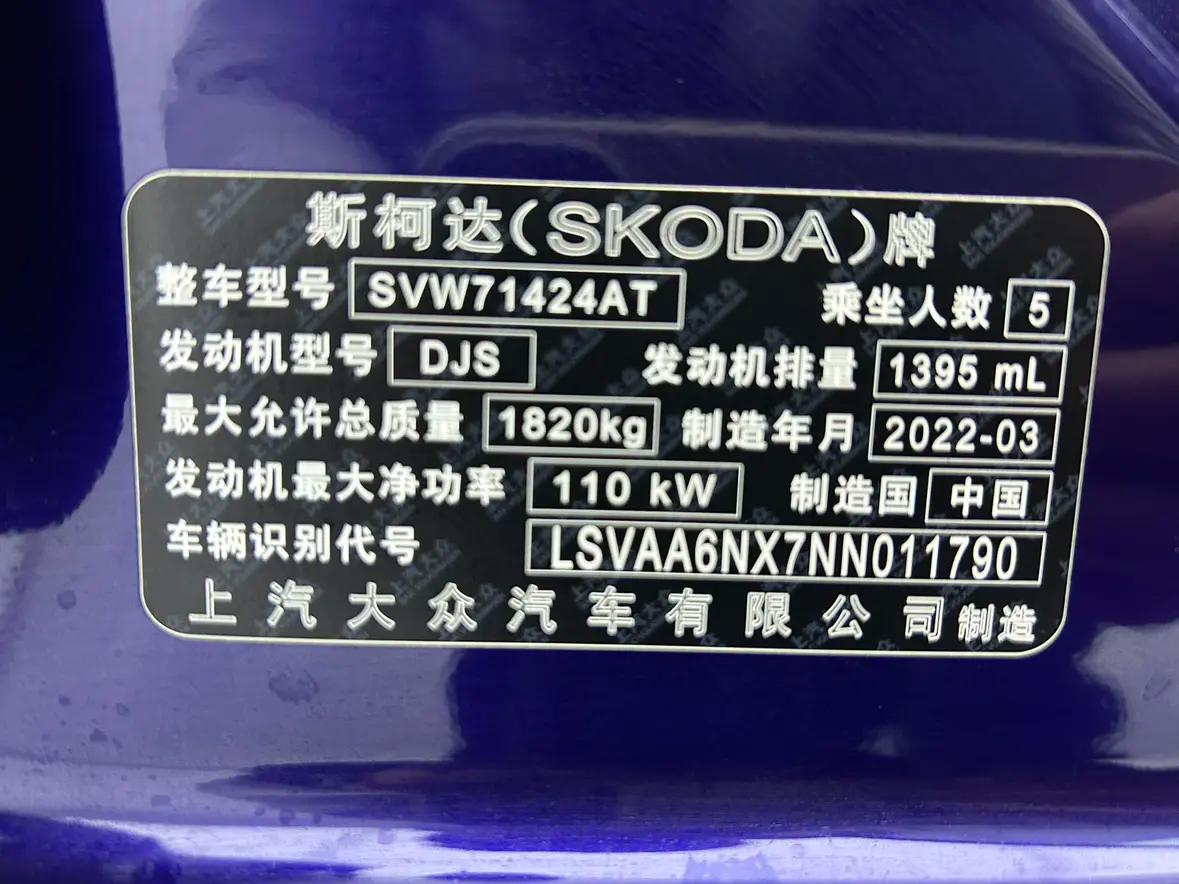 斯柯达(SKODA)牌
整车型号 SVW71424AT 乘坐人数 5
发动机型号 DJS 发动机排量 1395 mL
最大允许总质量 1820kg 制造年月 2022-03
发动机最大净功率 110 kW 制造国 中国
车辆识别代号 LSVAA6NX7NN011790
上汽大众汽车有限公司制造